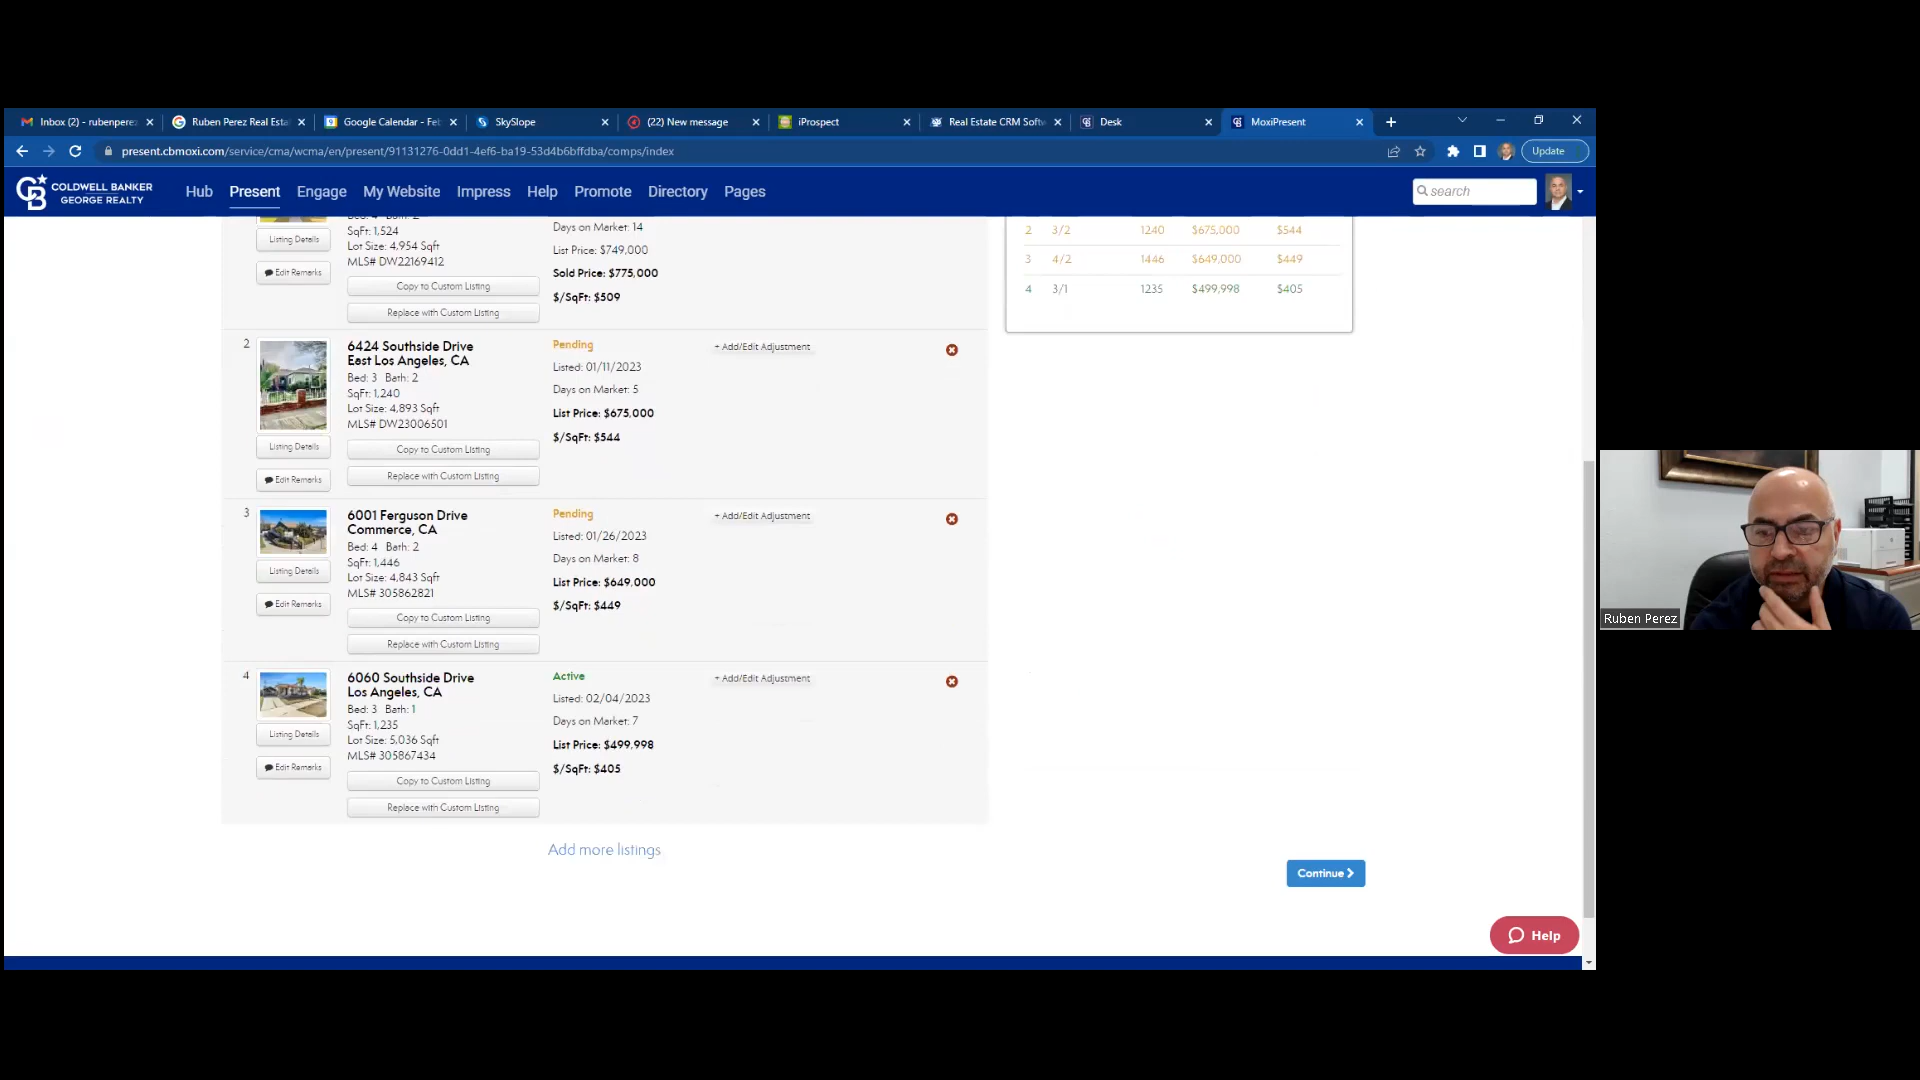 Inbox (2) - rubenperez
Ruben Perez Real Esta
Google Calendar - Feb
SkySlope
(22) New message
iProspect
Real Estate CRM Softw
Desk
MoxiPresent
present.cbmoxi.com/service/cma/wcma/en/present/91131276-0dd1-4ef6-ba19-53d4b6bffdba/comps/index
Update
COLDWELL BANKER
GEORGE REALTY
Hub
Present
Engage
My Website
Impress
Help
Promote
Directory
Pages
search
Bed: 4 Bath: 2
SqFt: 1,524
Lot Size: 4,954 Sqft
MLS# DW22169412
Listing Details
Edit Remarks
Copy to Custom Listing
Replace with Custom Listing
Days on Market: 14
List Price: $749,000
Sold Price: $775,000
$/SqFt: $509
2 3/2 1240 $675,000 $544
3 4/2 1446 $649,000 $449
4 3/1 1235 $499,998 $405
2
6424 Southside Drive
East Los Angeles, CA
Bed: 3 Bath: 2
SqFt: 1,240
Lot Size: 4,893 Sqft
MLS# DW23006501
Listing Details
Edit Remarks
Copy to Custom Listing
Replace with Custom Listing
Pending
Listed: 01/11/2023
Days on Market: 5
List Price: $675,000
$/SqFt: $544
+ Add/Edit Adjustment
3
6001 Ferguson Drive
Commerce, CA
Bed: 4 Bath: 2
SqFt: 1,446
Lot Size: 4,843 Sqft
MLS# 305862821
Listing Details
Edit Remarks
Copy to Custom Listing
Replace with Custom Listing
Pending
Listed: 01/26/2023
Days on Market: 8
List Price: $649,000
$/SqFt: $449
+ Add/Edit Adjustment
4
6060 Southside Drive
Los Angeles, CA
Bed: 3 Bath: 1
SqFt: 1,235
Lot Size: 5,036 Sqft
MLS# 305867434
Listing Details
Edit Remarks
Copy to Custom Listing
Replace with Custom Listing
Active
Listed: 02/04/2023
Days on Market: 7
List Price: $499,998
$/SqFt: $405
+ Add/Edit Adjustment
Add more listings
Continue
Help
Ruben Perez